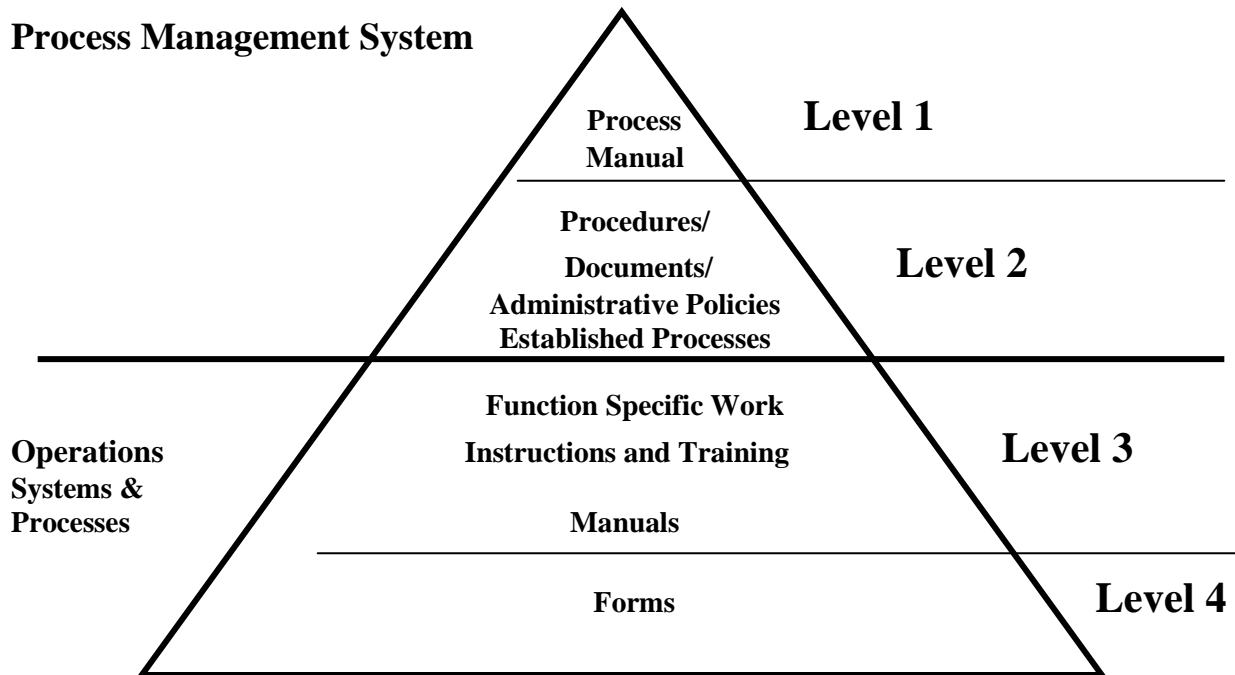 Process Management System
Process
Manual
Level 1
Procedures/
Documents/
Administrative Policies
Established Processes
Level 2
Function Specific Work
Instructions and Training
Manuals
Operations
Systems &
Processes
Level 3
Forms
Level 4